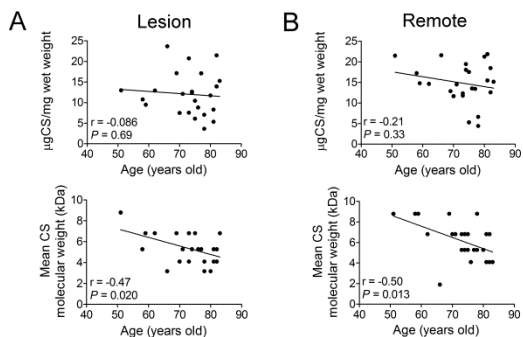 A
Lesion
B
Remote
μgCS/mg wet weight
25
20
15
10
5
0
r = -0.086
P = 0.69
40 50 60 70 80 90
Age (years old)
μgCS/mg wet weight
25
20
15
10
5
0
r = -0.21
P = 0.33
40 50 60 70 80 90
Age (years old)
Mean CS
molecular weight (kDa)
10
8
6
4
2
0
r = -0.47
P = 0.020
40 50 60 70 80 90
Age (years old)
Mean CS
molecular weight (kDa)
10
8
6
4
2
0
r = -0.50
P = 0.013
40 50 60 70 80 90
Age (years old)